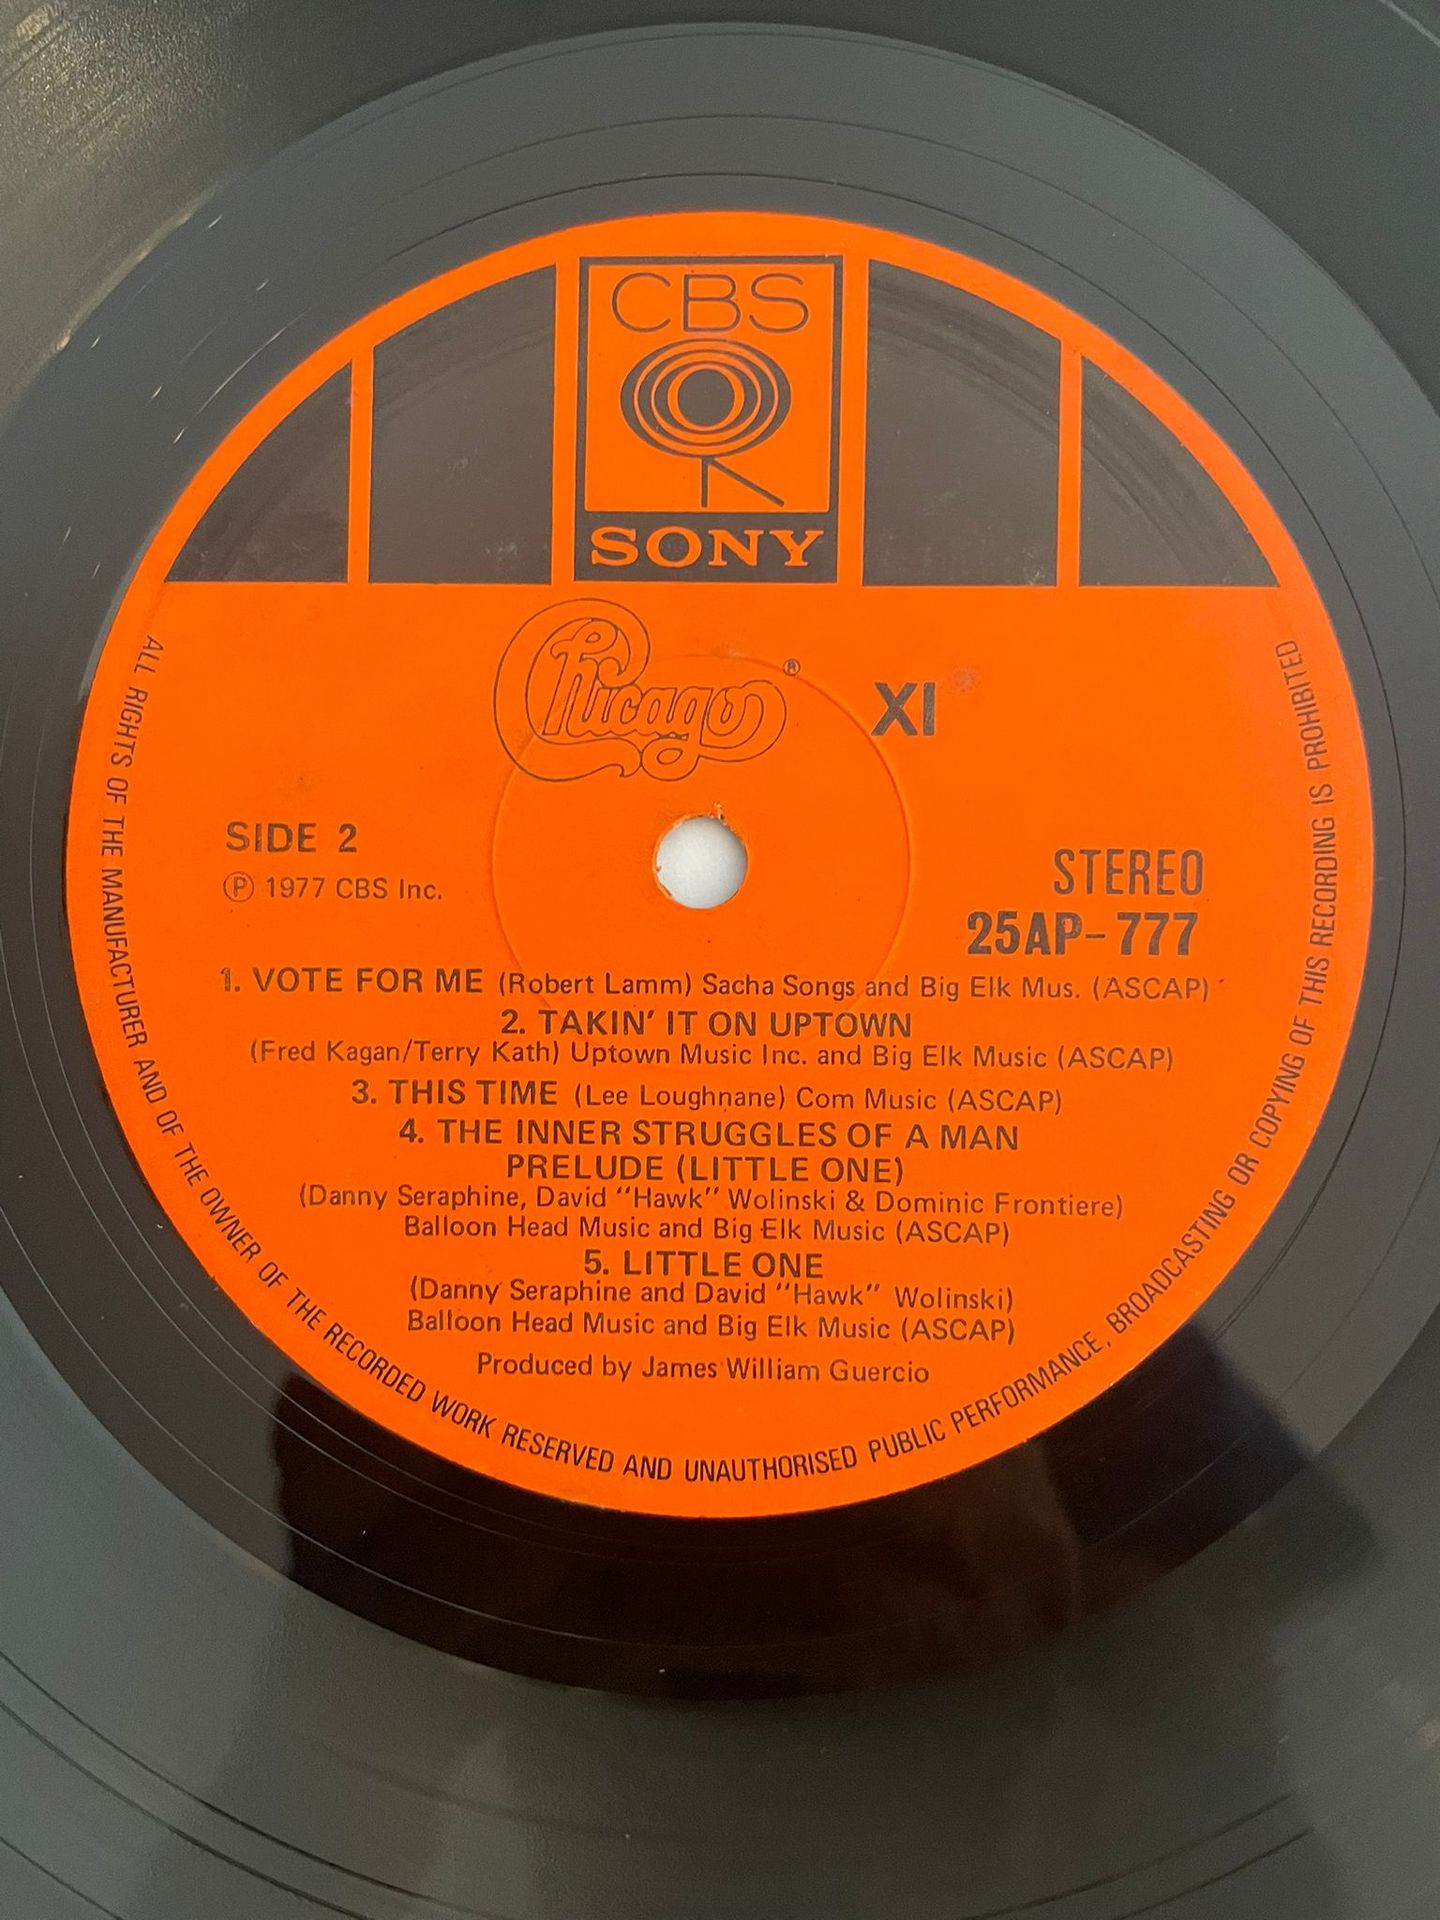 CBS
SONY
Chicago® XI
SIDE 2
Ⓟ 1977 CBS Inc.
STEREO
25AP-777
1. VOTE FOR ME (Robert Lamm) Sacha Songs and Big Elk Mus. (ASCAP)
2. TAKIN' IT ON UPTOWN
(Fred Kagan/Terry Kath) Uptown Music Inc. and Big Elk Music (ASCAP)
3. THIS TIME (Lee Loughnane) Com Music (ASCAP)
4. THE INNER STRUGGLES OF A MAN
PRELUDE (LITTLE ONE)
(Danny Seraphine, David "Hawk" Wolinski & Dominic Frontiere)
Balloon Head Music and Big Elk Music (ASCAP)
5. LITTLE ONE
(Danny Seraphine and David "Hawk" Wolinski)
Balloon Head Music and Big Elk Music (ASCAP)
Produced by James William Guercio
ALL RIGHTS OF THE MANUFACTURER AND OF THE OWNER OF THE RECORDED WORK RESERVED AND UNAUTHORISED PUBLIC PERFORMANCE, BROADCASTING OR COPYING OF THIS RECORDING IS PROHIBITED